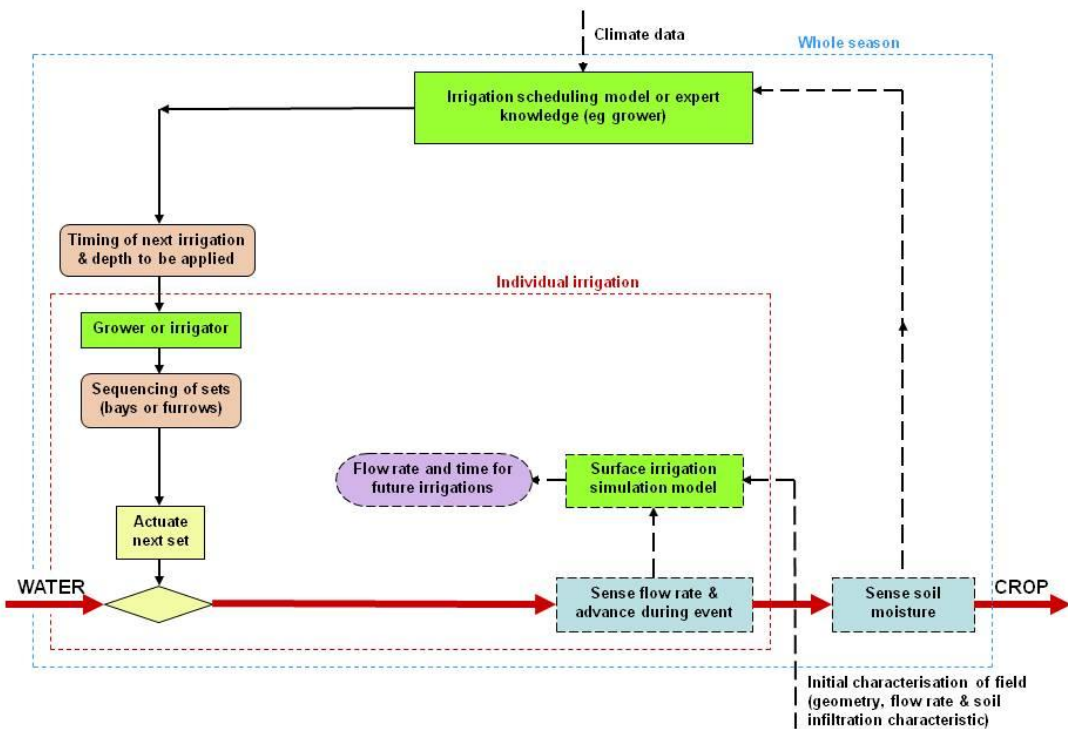 Climate data
Whole season
Irrigation scheduling model or expert
knowledge (eg grower)
Timing of next irrigation
& depth to be applied
Individual irrigation
Grower or irrigator
Sequencing of sets
(bays or furrows)
Flow rate and time for
future irrigations
Surface irrigation
simulation model
Actuate
next set
WATER
Sense flow rate &
advance during event
Sense soil
moisture
CROP
Initial characterisation of field
(geometry, flow rate & soil
infiltration characteristic)